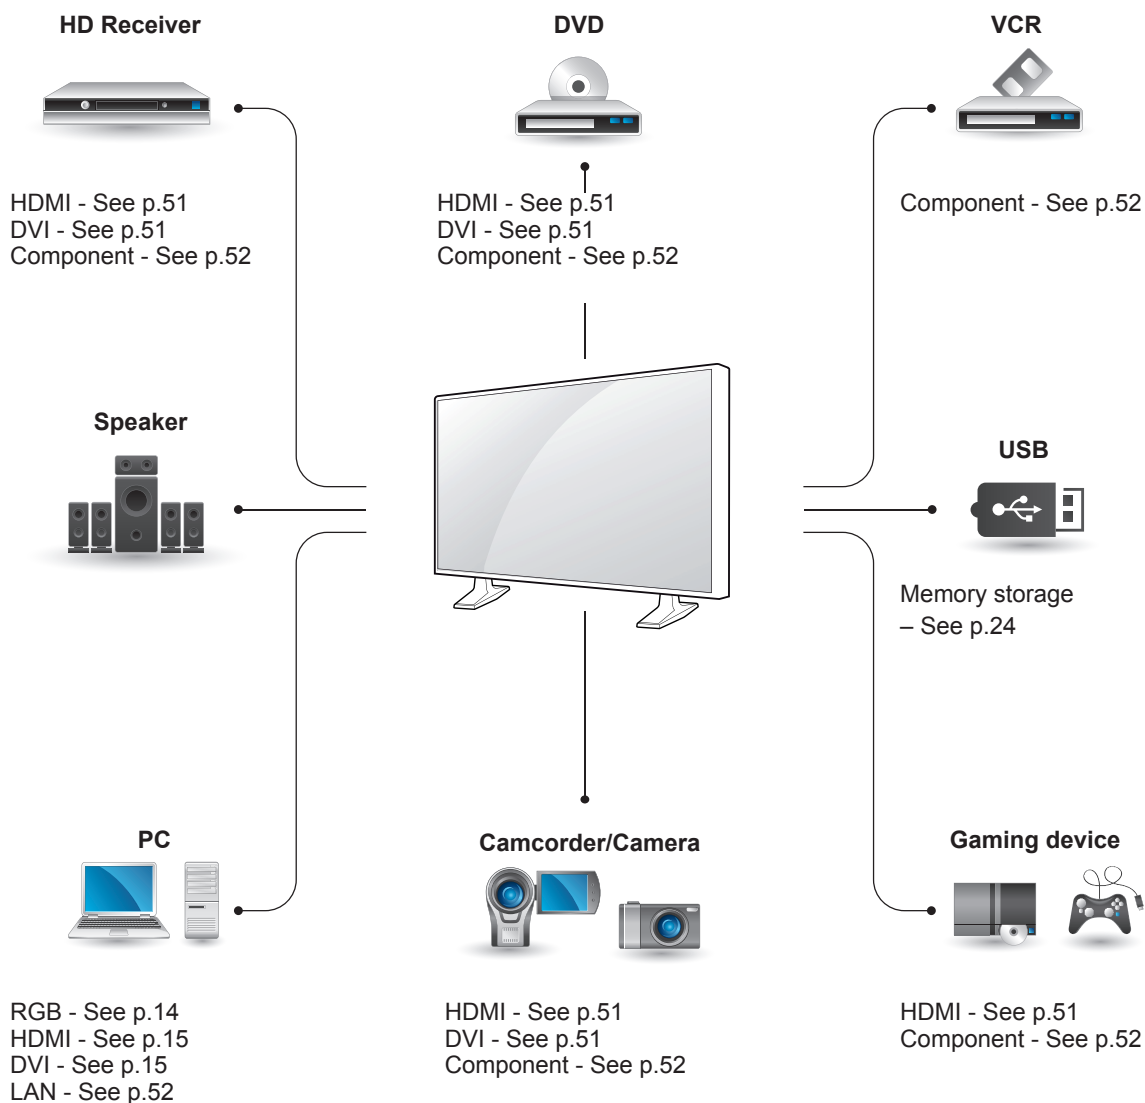 HD Receiver
HDMI - See p.51
DVI - See p.51
Component - See p.52
DVD
HDMI - See p.51
DVI - See p.51
Component - See p.52
VCR
Component - See p.52
Speaker
USB
Memory storage
– See p.24
PC
RGB - See p.14
HDMI - See p.15
DVI - See p.15
LAN - See p.52
Camcorder/Camera
HDMI - See p.51
DVI - See p.51
Component - See p.52
Gaming device
HDMI - See p.51
Component - See p.52